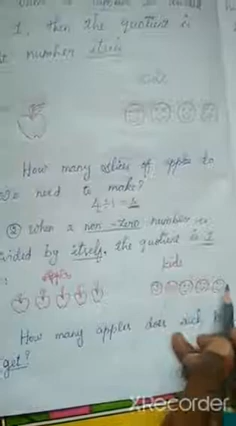 1, then the quotient is
number itself
How many slices of apple do
need to make?
4÷1=4
② When a non-zero number is
vided by itself, the quotient is 1
apples
kids
How many apples does each
get?
XRecorder